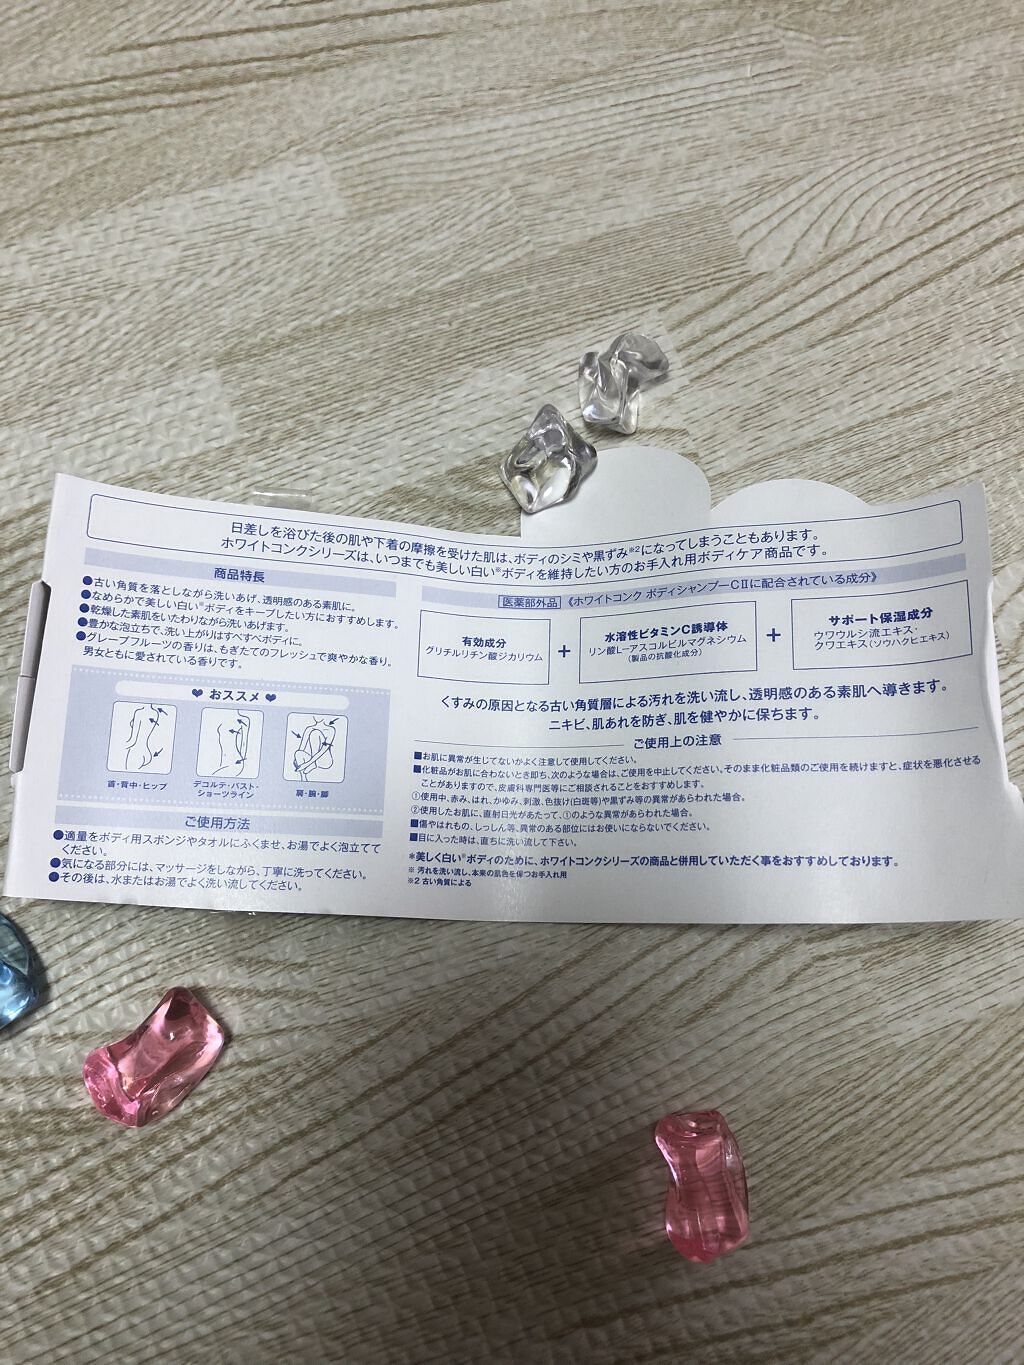 日差しを浴びた後の肌や下着の摩擦を受けた肌は、ボディのシミや黒ずみ※2になってしまうこともあります。
ホワイトコンクシリーズは、いつまでも美しい白い※ボディを維持したい方のお手入れ用ボディケア商品です。
商品特長
●古い角質を落としながら洗いあげ、透明感のある素肌に。
●なめらかで美しい白い※ボディをキープしたい方におすすめします。
●乾燥した素肌をいたわりながら洗いあげます。
●豊かな泡立ちで、洗い上がりはすべすべボディに。
●グレープフルーツの香りは、もぎたてのフレッシュで爽やかな香り。
男女ともに愛されている香りです。
❤ おススメ ❤
首・背中・ヒップ
デコルテ・バスト・
ショーツライン
肩・腕・脚
ご使用方法
●適量をボディ用スポンジやタオルにふくませ、お湯でよく泡立てて
ください。
●気になる部分には、マッサージをしながら、丁寧に洗ってください。
●その後は、水またはお湯でよく洗い流してください。
医薬部外品 《ホワイトコンク ボディシャンプーCⅡに配合されている成分》
有効成分
グリチルリチン酸ジカリウム
+
水溶性ビタミンC誘導体
リン酸L-アスコルビルマグネシウム
(製品の抗酸化成分)
+
サポート保湿成分
ウワウルシ流エキス・
クワエキス(ソウハクヒエキス)
くすみの原因となる古い角質層による汚れを洗い流し、透明感のある素肌へ導きます。
ニキビ、肌あれを防ぎ、肌を健やかに保ちます。
ご使用上の注意
■お肌に異常が生じてないかよく注意して使用してください。
■化粧品がお肌に合わないとき即ち、次のような場合は、ご使用を中止してください。そのまま化粧品類のご使用を続けますと、症状を悪化させる
ことがありますので、皮膚科専門医等にご相談されることをおすすめします。
①使用中、赤み、はれ、かゆみ、刺激、色抜け(白斑等)や黒ずみ等の異常があらわれた場合。
②使用したお肌に、直射日光があたって、①のような異常があらわれた場合。
■傷やはれもの、しっしん等、異常のある部位にはお使いにならないでください。
■目に入った時は、直ちに洗い流して下さい。
*美しく白い※ボディのために、ホワイトコンクシリーズの商品と併用していただく事をおすすめしております。
※ 汚れを洗い流し、本来の肌色を保つお手入れ用
※2 古い角質による